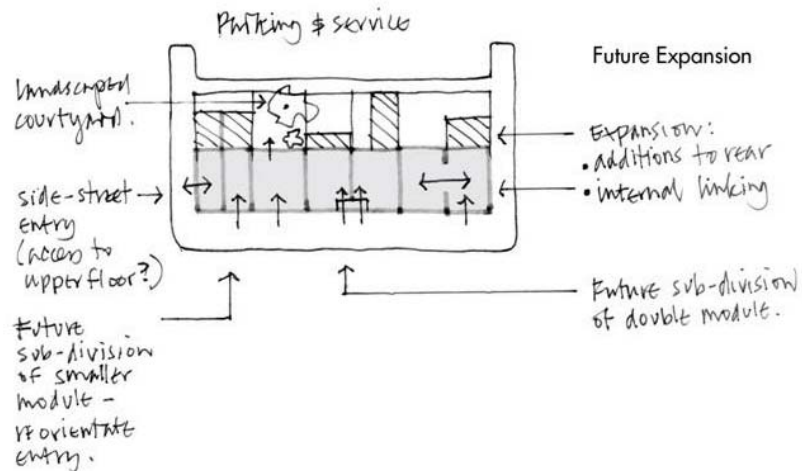 Parking & service
Future Expansion
landscaped
courtyard.
Expansion:
• additions to rear
• internal linking
side-street
entry
(access to
upper floor?)
Future sub-division
of double module.
Future
sub-division
of smaller
module -
reorientate
entry.